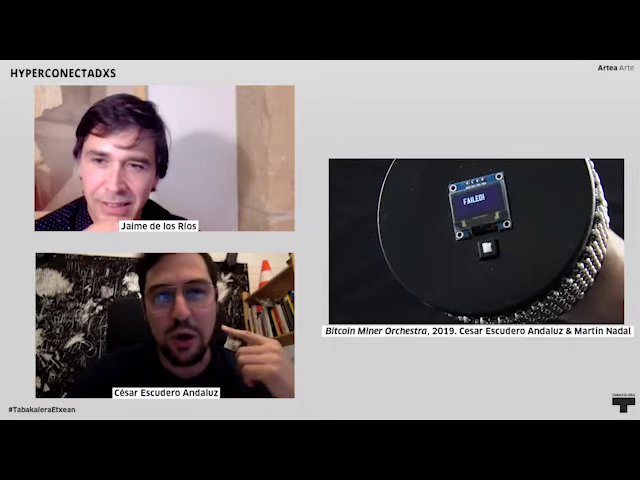 HYPERCONECTADXS
Artea Arte
Jaime de los Ríos
FAILED!
Bitcoin Miner Orchestra, 2019. Cesar Escudero Andaluz & Martin Nadal
César Escudero Andaluz
#TabakaleraEtxean
TABAKALERA